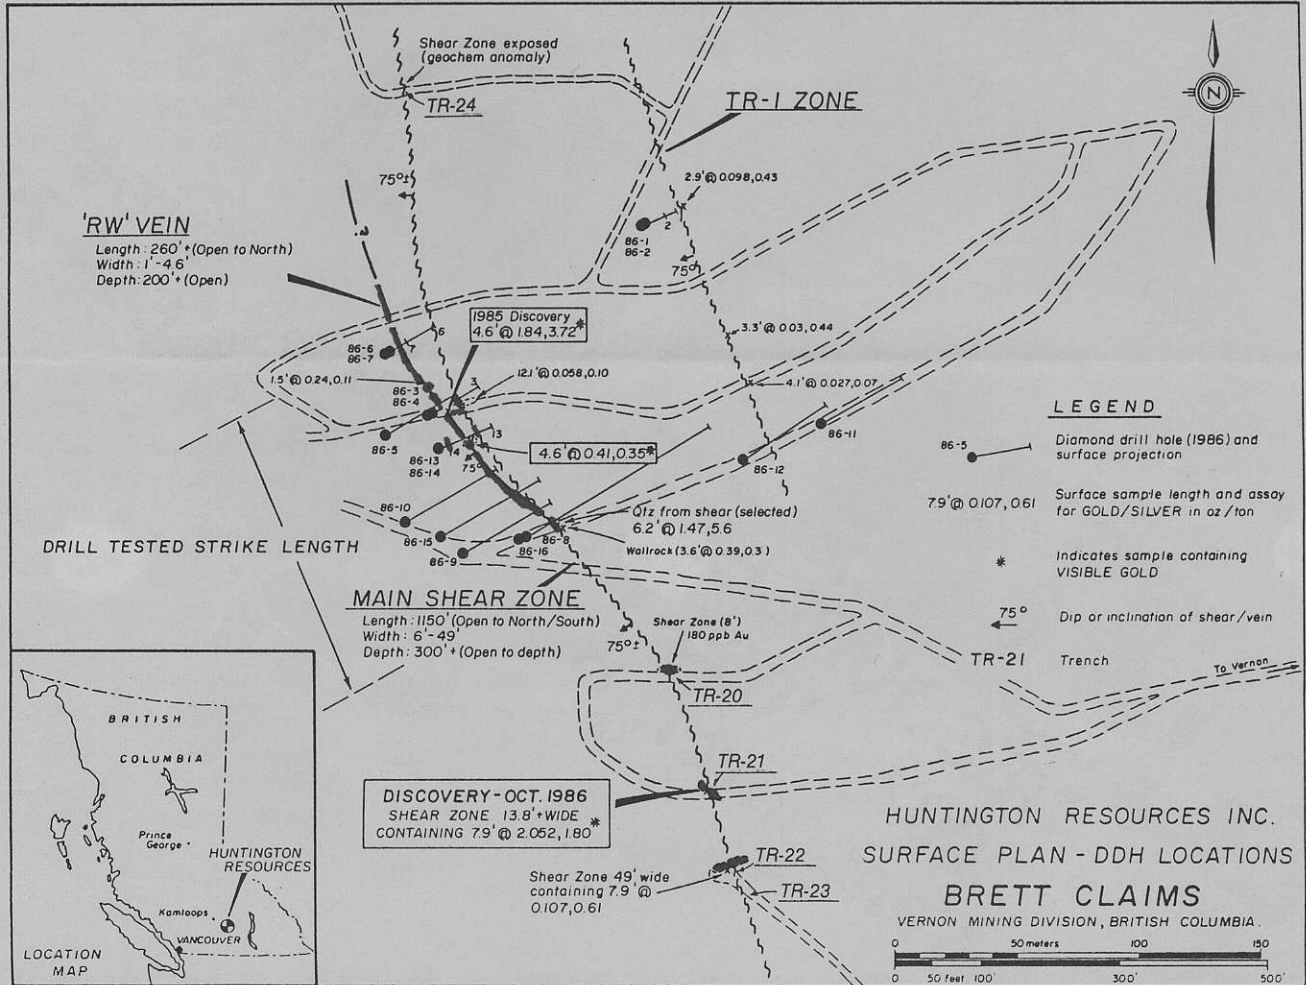 Shear Zone exposed
(geochem anomaly)
TR-24
TR-1 ZONE
N
75°±
2.9'@ 0.098,0.43
2
86-1
86-2
75°
'RW' VEIN
Length: 260'+(Open to North)
Width: 1'-4.6'
Depth: 200'+(Open)
?
1985 Discovery
4.6'@ 1.84,3.72*
6
7
86-6
86-7
3.3'@ 0.03,0.44
1.5'@ 0.24,0.11
3
12.1'@ 0.058,0.10
4.1'@ 0.027,0.07
86-3
86-4
86-5
13
14
86-13
86-14
75°
4.6'@ 0.41,0.35*
86-11
86-12
LEGEND
86-5
Diamond drill hole (1986) and
surface projection
7.9'@ 0.107, 0.61
Surface sample length and assay
for GOLD/SILVER in oz/ton
*
Indicates sample containing
VISIBLE GOLD
75°
Dip or inclination of shear/vein
TR-21
Trench
86-10
86-15
86-9
86-16
86-8
Qtz from shear (selected)
6.2'@ 1.47,5.6
Wallrock (3.6'@ 0.39,0.3)
DRILL TESTED STRIKE LENGTH
MAIN SHEAR ZONE
Length: 1150' (Open to North/South)
Width: 6'-49'
Depth: 300'+ (Open to depth)
75°±
Shear Zone (8')
180 ppb Au
TR-20
To Vernon
TR-21
DISCOVERY-OCT. 1986
SHEAR ZONE 13.8'+WIDE
CONTAINING 7.9'@ 2.052,1.80*
TR-22
TR-23
Shear Zone 49' wide
containing 7.9'@
0.107,0.61
BRITISH
COLUMBIA
Prince
George
HUNTINGTON
RESOURCES
Kamloops
VANCOUVER
LOCATION
MAP
HUNTINGTON RESOURCES INC.
SURFACE PLAN - DDH LOCATIONS
BRETT CLAIMS
VERNON MINING DIVISION, BRITISH COLUMBIA.
0 50 meters 100 150
0 50 feet 100' 300' 500'